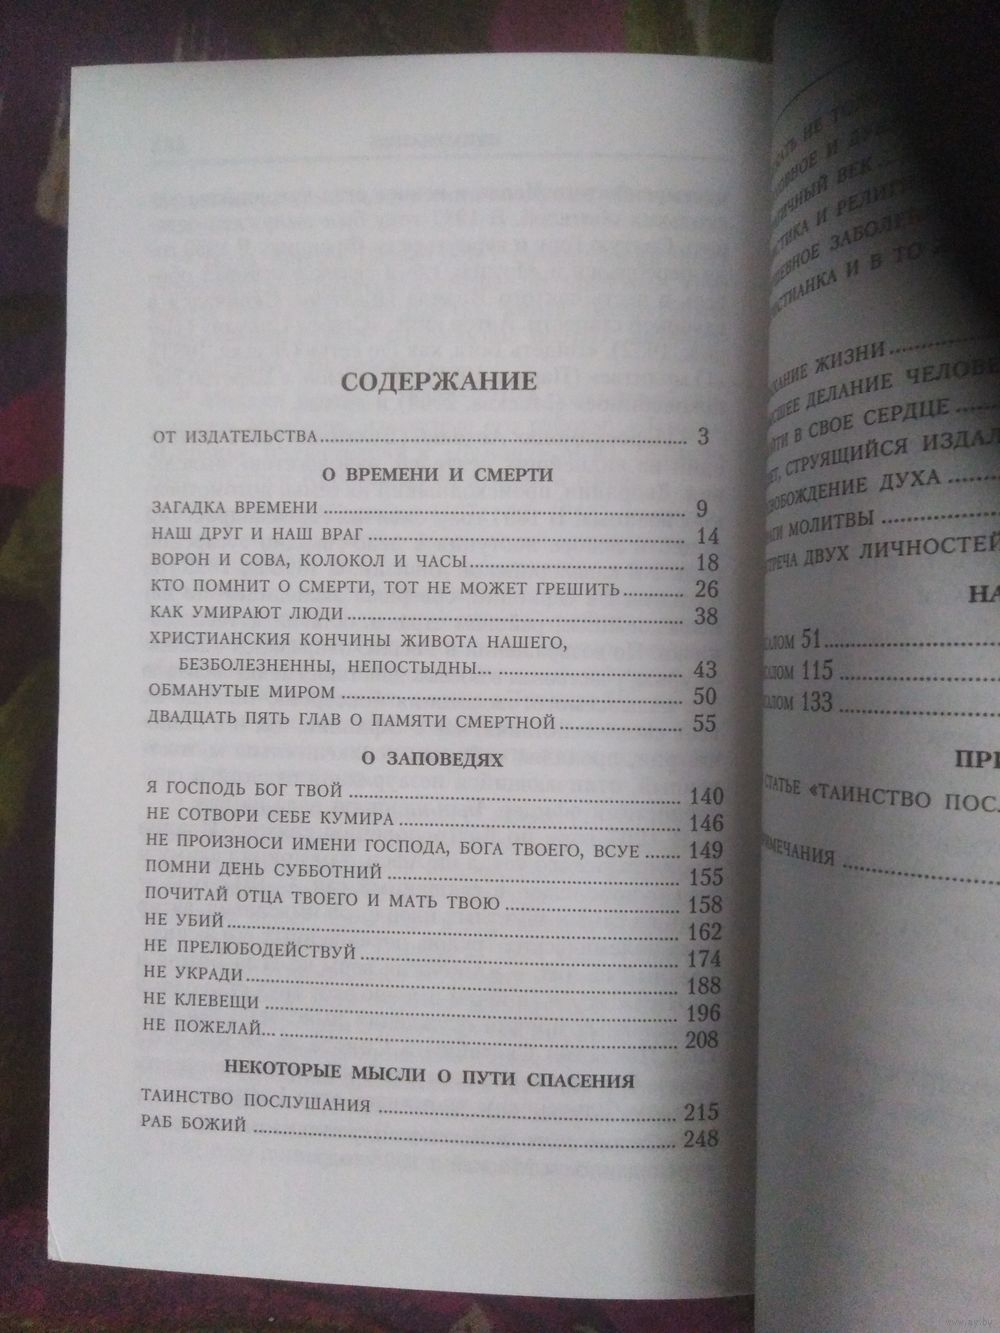 СОДЕРЖАНИЕ
ОТ ИЗДАТЕЛЬСТВА.......... 3
О ВРЕМЕНИ И СМЕРТИ
ЗАГАДКА ВРЕМЕНИ.......... 9
НАШ ДРУГ И НАШ ВРАГ.......... 14
ВОРОН И СОВА, КОЛОКОЛ И ЧАСЫ.......... 18
КТО ПОМНИТ О СМЕРТИ, ТОТ НЕ МОЖЕТ ГРЕШИТЬ.......... 26
КАК УМИРАЮТ ЛЮДИ.......... 38
ХРИСТИАНСКИЯ КОНЧИНЫ ЖИВОТА НАШЕГО,
БЕЗБОЛЕЗНЕННЫ, НЕПОСТЫДНЫ.......... 43
ОБМАНУТЫЕ МИРОМ.......... 50
ДВАДЦАТЬ ПЯТЬ ГЛАВ О ПАМЯТИ СМЕРТНОЙ.......... 55
О ЗАПОВЕДЯХ
Я ГОСПОДЬ БОГ ТВОЙ.......... 140
НЕ СОТВОРИ СЕБЕ КУМИРА.......... 146
НЕ ПРОИЗНОСИ ИМЕНИ ГОСПОДА, БОГА ТВОЕГО, ВСУЕ.......... 149
ПОМНИ ДЕНЬ СУББОТНИЙ.......... 155
ПОЧИТАЙ ОТЦА ТВОЕГО И МАТЬ ТВОЮ.......... 158
НЕ УБИЙ.......... 162
НЕ ПРЕЛЮБОДЕЙСТВУЙ.......... 174
НЕ УКРАДИ.......... 188
НЕ КЛЕВЕЩИ.......... 196
НЕ ПОЖЕЛАЙ.......... 208
НЕКОТОРЫЕ МЫСЛИ О ПУТИ СПАСЕНИЯ
ТАИНСТВО ПОСЛУШАНИЯ.......... 215
РАБ БОЖИЙ.......... 248
НЕ
И
ВЕК
И
И В ТО
ЖИЗНИ..........
ДЕЛАНИЕ
В СВОЕ СЕРДЦЕ..........
СТРУЯЩИЙСЯ
ДУХА..........
МОЛИТВЫ..........
ДВУХ ЛИЧНОСТЕЙ
51..........
115..........
133..........
СТАТЬЕ «ТАИНСТВО
www.ay.by